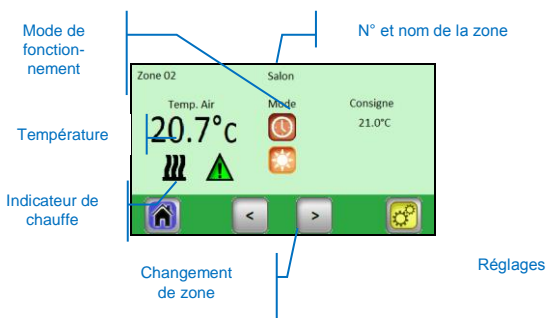 Mode de
fonction-
nement
N° et nom de la zone
Zone 02
Salon
Temp. Air
Mode
Consigne
20.7°c
21.0°C
Température
Indicateur de
chauffe
< >
Changement
de zone
Réglages